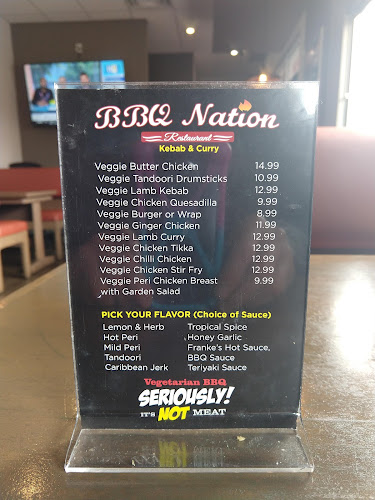 BBQ Nation
Restaurant
Kebab & Curry
Veggie Butter Chicken 14.99
Veggie Tandoori Drumsticks 10.99
Veggie Lamb Kebab 12.99
Veggie Chicken Quesadilla 9.99
Veggie Burger or Wrap 8,99
Veggie Ginger Chicken 11.99
Veggie Lamb Curry 12.99
Veggie Chicken Tikka 12.99
Veggie Chilli Chicken 12.99
Veggie Chicken Stir Fry 12.99
Veggie Peri Chicken Breast 9.99
with Garden Salad
PICK YOUR FLAVOR (Choice of Sauce)
Lemon & Herb Tropical Spice
Hot Peri Honey Garlic
Mild Peri Franke's Hot Sauce,
Tandoori BBQ Sauce
Caribbean Jerk Teriyaki Sauce
Vegetarian BBQ
SERIOUSLY!
IT'S NOT MEAT